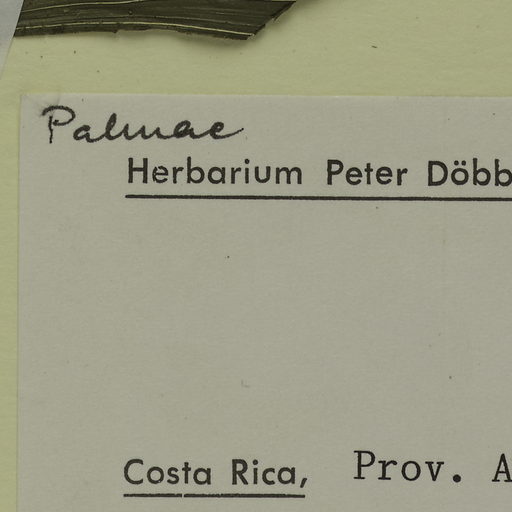 Palmae
Herbarium Peter Döbb
Costa Rica, Prov. A